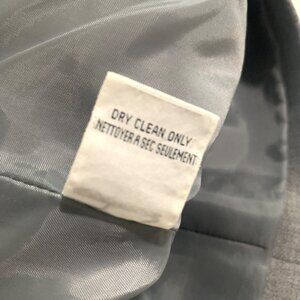 DRY CLEAN ONLY
NETTOYER A SEC SEULEMENT